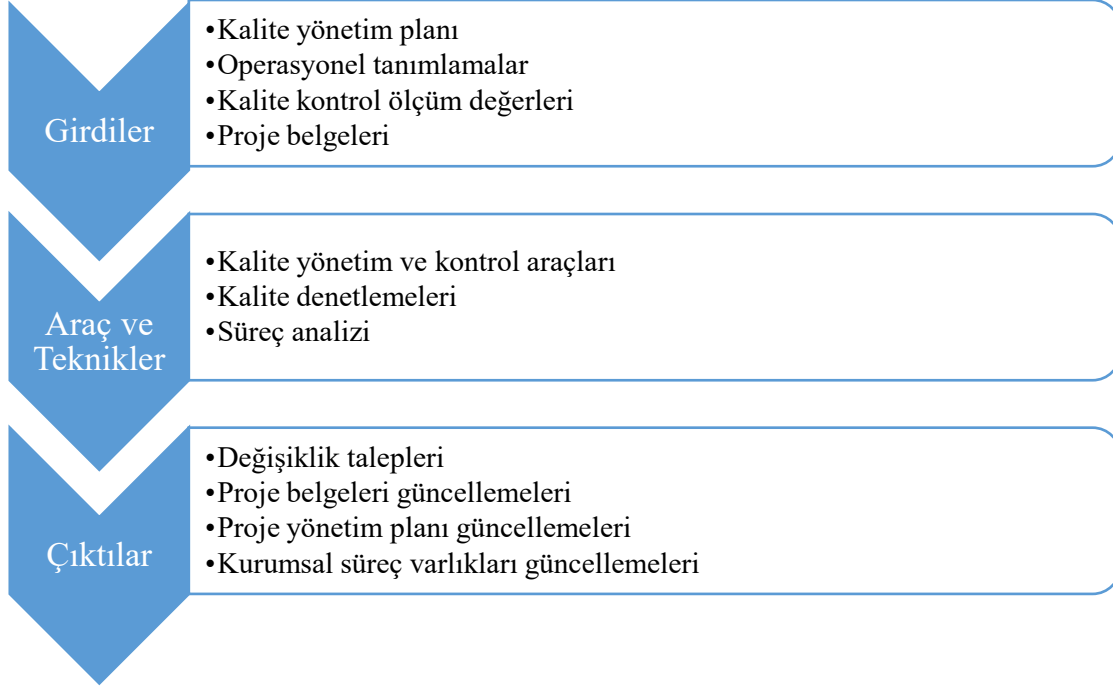 Girdiler
•Kalite yönetim planı
•Operasyonel tanımlamalar
•Kalite kontrol ölçüm değerleri
•Proje belgeleri
Araç ve
Teknikler
•Kalite yönetim ve kontrol araçları
•Kalite denetlemeleri
•Süreç analizi
Çıktılar
•Değişiklik talepleri
•Proje belgeleri güncellemeleri
•Proje yönetim planı güncellemeleri
•Kurumsal süreç varlıkları güncellemeleri